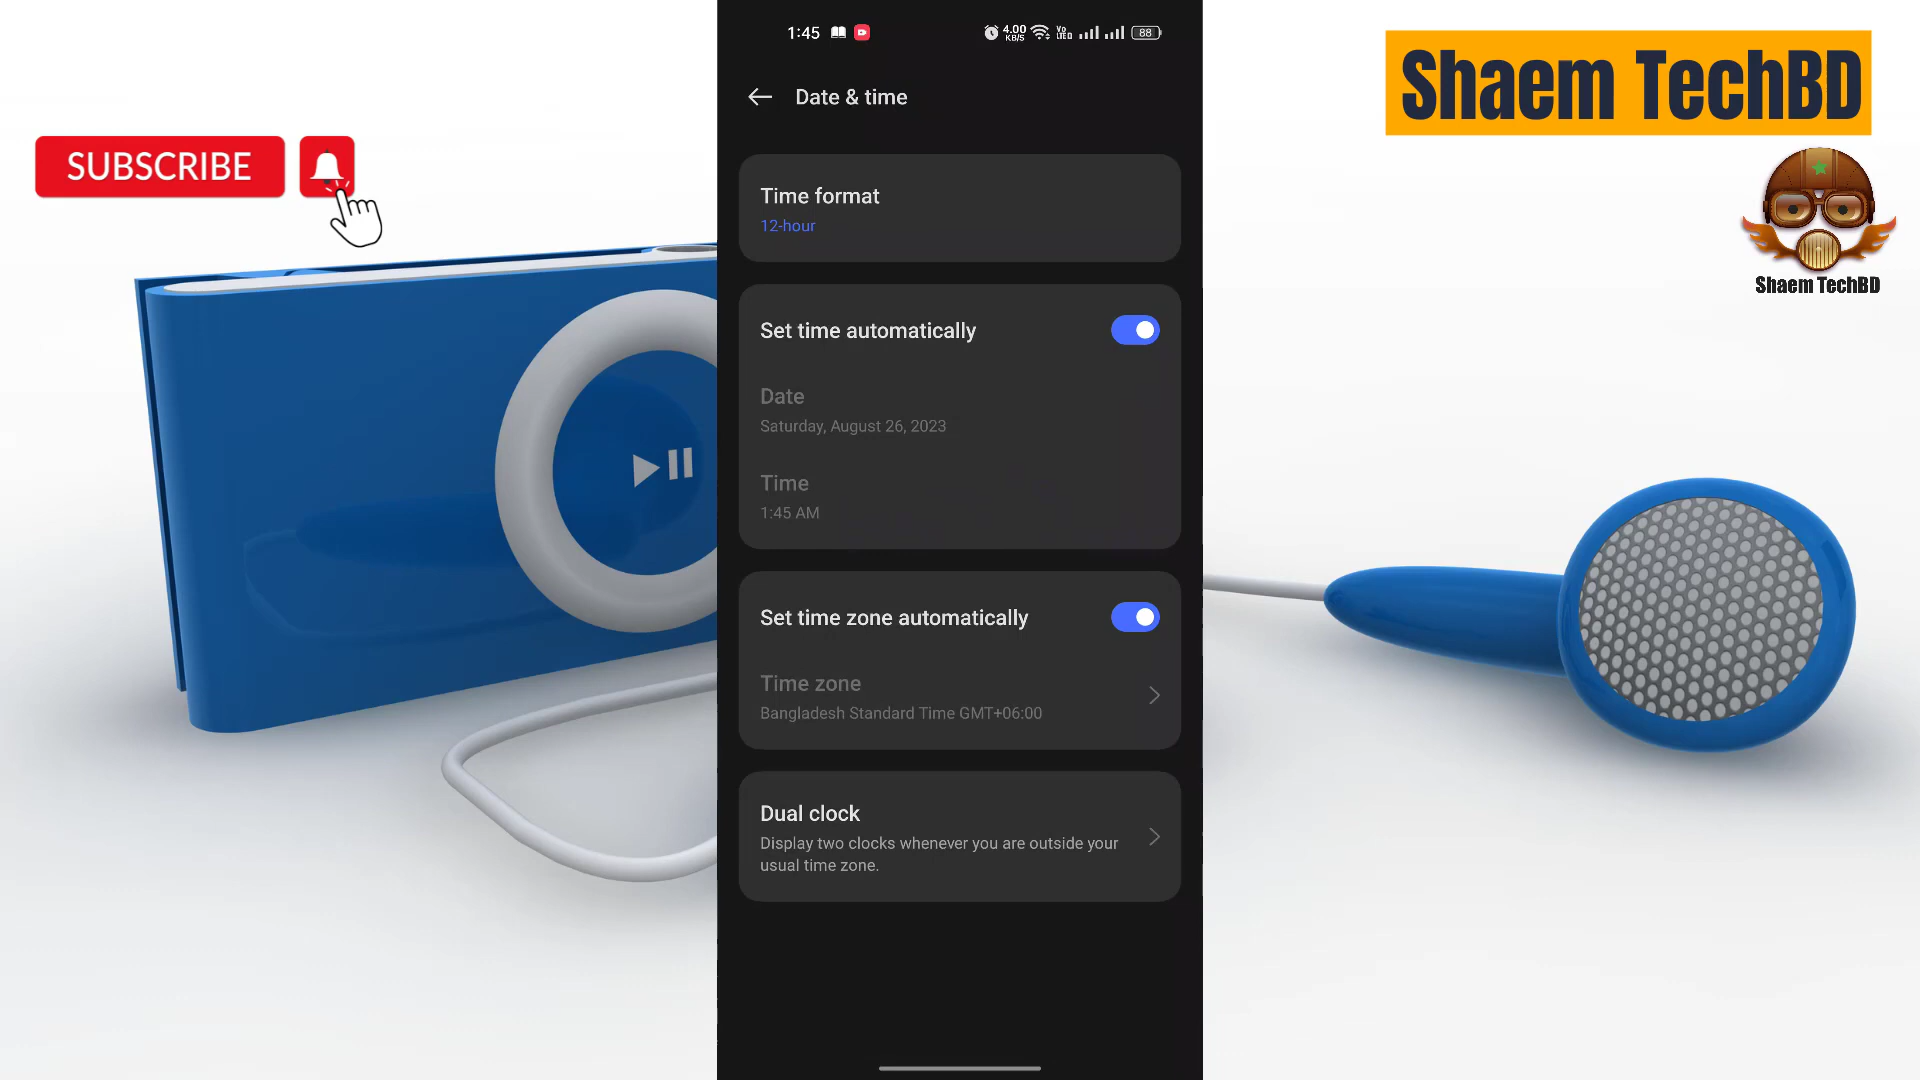 1:45
4.00
KB/S
Vo
LTE
88
Date & time
Shaem TechBD
SUBSCRIBE
Shaem TechBD
Time format
12-hour
Set time automatically
Date
Saturday, August 26, 2023
Time
1:45 AM
Set time zone automatically
Time zone
Bangladesh Standard Time GMT+06:00
Dual clock
Display two clocks whenever you are outside your
usual time zone.